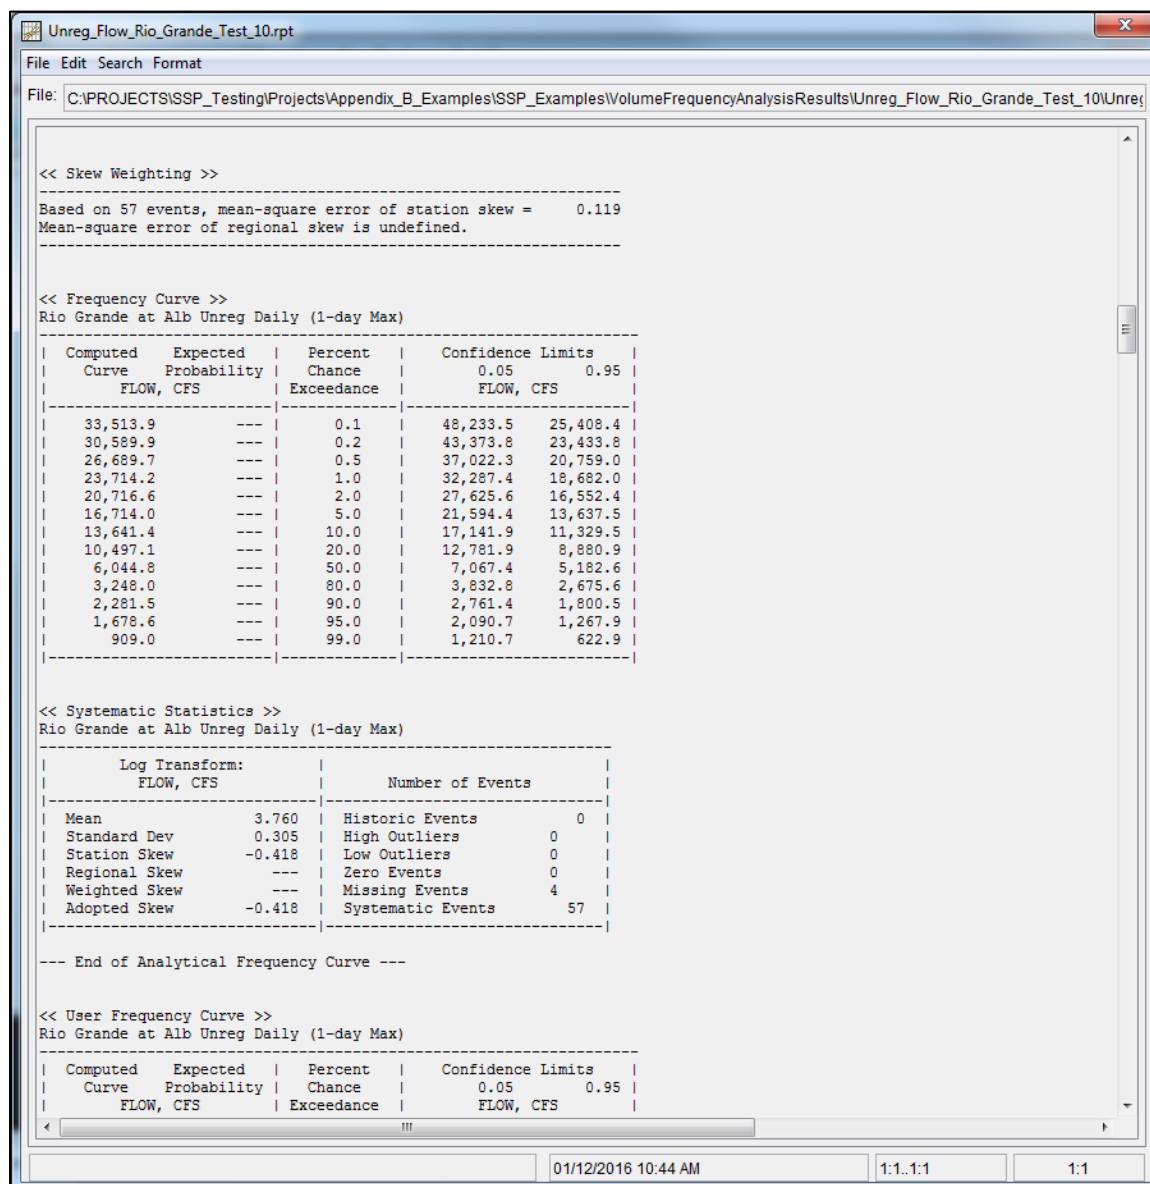 Unreg_Flow_Rio_Grande_Test_10.rpt
File Edit Search Format
File: C:\PROJECTS\SSP_Testing\Projects\Appendix_B_Examples\SSP_Examples\VolumeFrequencyAnalysisResults\Unreg_Flow_Rio_Grande_Test_10\Unreg
<< Skew Weighting >>
-----------------------------------------------------------------
Based on 57 events, mean-square error of station skew =     0.119
Mean-square error of regional skew is undefined.
-----------------------------------------------------------------
<< Frequency Curve >>
Rio Grande at Alb Unreg Daily (1-day Max)
-------------------------------------------------------------------
|  Computed    Expected   |   Percent   |    Confidence Limits    |
|    Curve    Probability |   Chance    |        0.05        0.95 |
|        FLOW, CFS        | Exceedance  |        FLOW, CFS        |
|-------------------------|-------------|-------------------------|
|    33,513.9         --- |      0.1    |    48,233.5    25,408.4 |
|    30,589.9         --- |      0.2    |    43,373.8    23,433.8 |
|    26,689.7         --- |      0.5    |    37,022.3    20,759.0 |
|    23,714.2         --- |      1.0    |    32,287.4    18,682.0 |
|    20,716.6         --- |      2.0    |    27,625.6    16,552.4 |
|    16,714.0         --- |      5.0    |    21,594.4    13,637.5 |
|    13,641.4         --- |     10.0    |    17,141.9    11,329.5 |
|    10,497.1         --- |     20.0    |    12,781.9     8,880.9 |
|     6,044.8         --- |     50.0    |     7,067.4     5,182.6 |
|     3,248.0         --- |     80.0    |     3,832.8     2,675.6 |
|     2,281.5         --- |     90.0    |     2,761.4     1,800.5 |
|     1,678.6         --- |     95.0    |     2,090.7     1,267.9 |
|       909.0         --- |     99.0    |     1,210.7       622.9 |
|-------------------------|-------------|-------------------------|
<< Systematic Statistics >>
Rio Grande at Alb Unreg Daily (1-day Max)
----------------------------------------------------------------
|        Log Transform:        |                               |
|          FLOW, CFS           |       Number of Events        |
|------------------------------|-------------------------------|
|  Mean                 3.760  |  Historic Events           0  |
|  Standard Dev         0.305  |  High Outliers          0     |
|  Station Skew        -0.418  |  Low Outliers           0     |
|  Regional Skew          ---  |  Zero Events            0     |
|  Weighted Skew          ---  |  Missing Events         4     |
|  Adopted Skew        -0.418  |  Systematic Events        57  |
|------------------------------|-------------------------------|
--- End of Analytical Frequency Curve ---
<< User Frequency Curve >>
Rio Grande at Alb Unreg Daily (1-day Max)
-------------------------------------------------------------------
|  Computed    Expected   |   Percent   |    Confidence Limits    |
|    Curve    Probability |   Chance    |        0.05        0.95 |
|        FLOW, CFS        | Exceedance  |        FLOW, CFS        |
01/12/2016 10:44 AM 1:1..1:1 1:1